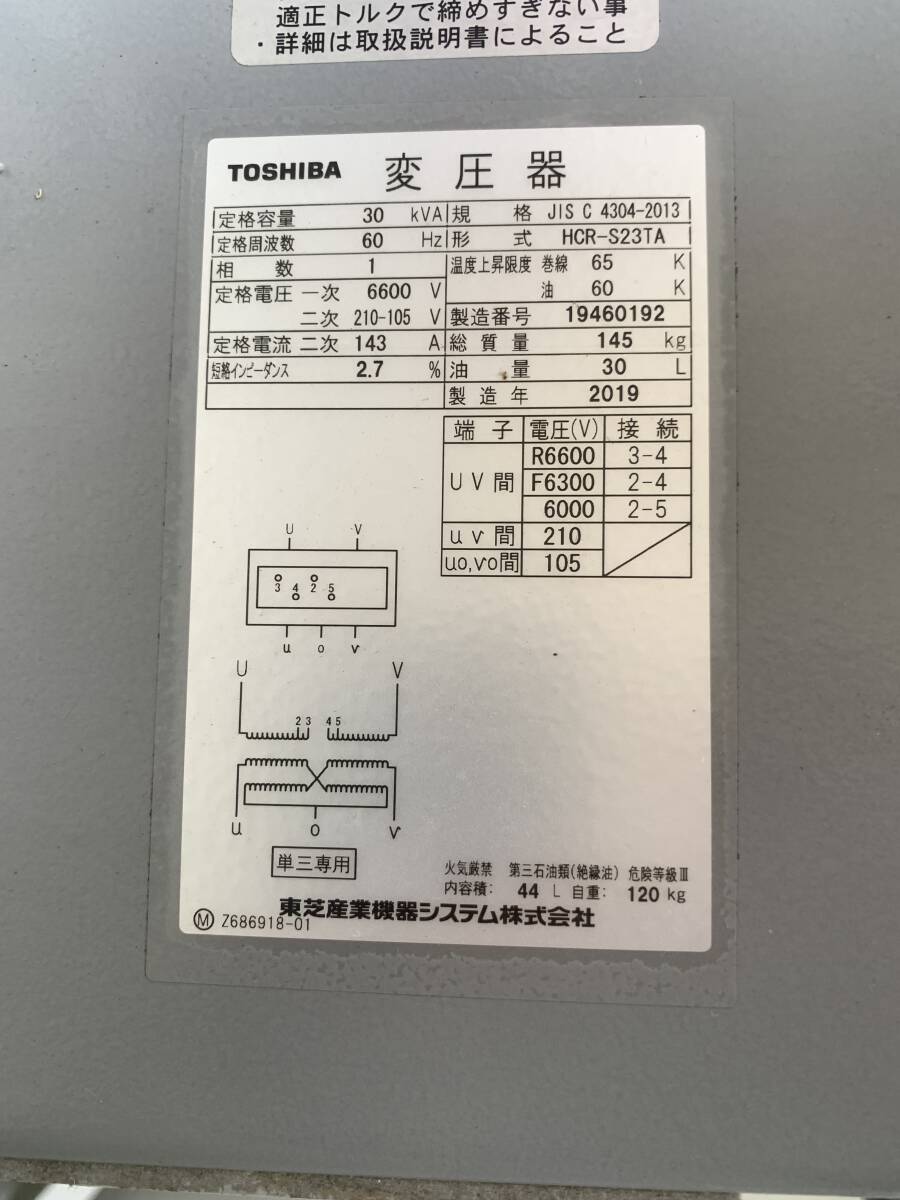 適正トルクで締めすぎない事
・詳細は取扱説明書によること
TOSHIBA 変圧器
定格容量 30 kVA 規格 JIS C 4304-2013
定格周波数 60 Hz 形式 HCR-S23TA
相数 1 温度上昇限度 巻線 65 K
定格電圧 一次 6600 V 油 60 K
二次 210-105 V 製造番号 19460192
定格電流 二次 143 A 総質量 145 kg
短絡インピーダンス 2.7 % 油量 30 L
製造年 2019
端子 電圧(V) 接続
R6600 3-4
UV間 F6300 2-4
6000 2-5
uv間 210
uo,vo間 105
U V
3 4 2 5
u o v
U V
2 3 4 5
u o v
単三専用
火気厳禁 第三石油類(絶縁油) 危険等級Ⅲ
内容積: 44 L 自重: 120 kg
東芝産業機器システム株式会社
Ⓜ Z686918-01